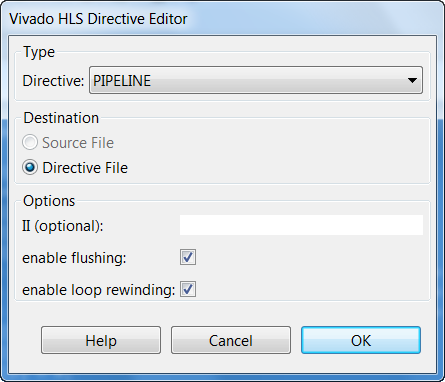 Vivado HLS Directive Editor
Type
Directive: PIPELINE
Destination
Source File
Directive File
Options
II (optional):
enable flushing:
enable loop rewinding:
Help Cancel OK